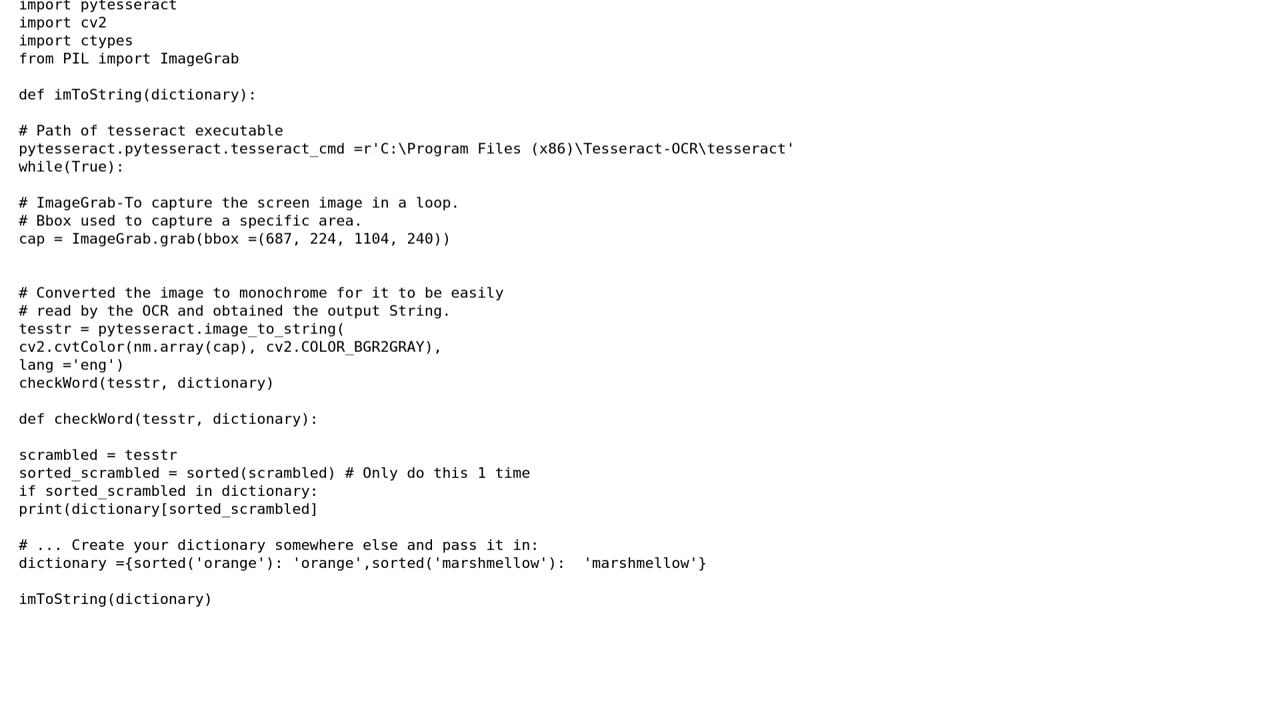 import pytesseract
import cv2
import ctypes
from PIL import ImageGrab
def imToString(dictionary):
# Path of tesseract executable
pytesseract.pytesseract.tesseract_cmd =r'C:\Program Files (x86)\Tesseract-OCR\tesseract'
while(True):
# ImageGrab-To capture the screen image in a loop.
# Bbox used to capture a specific area.
cap = ImageGrab.grab(bbox =(687, 224, 1104, 240))
# Converted the image to monochrome for it to be easily
# read by the OCR and obtained the output String.
tesstr = pytesseract.image_to_string(
cv2.cvtColor(nm.array(cap), cv2.COLOR_BGR2GRAY),
lang ='eng')
checkWord(tesstr, dictionary)
def checkWord(tesstr, dictionary):
scrambled = tesstr
sorted_scrambled = sorted(scrambled) # Only do this 1 time
if sorted_scrambled in dictionary:
print(dictionary[sorted_scrambled]
# ... Create your dictionary somewhere else and pass it in:
dictionary ={sorted('orange'): 'orange',sorted('marshmellow'):  'marshmellow'}
imToString(dictionary)